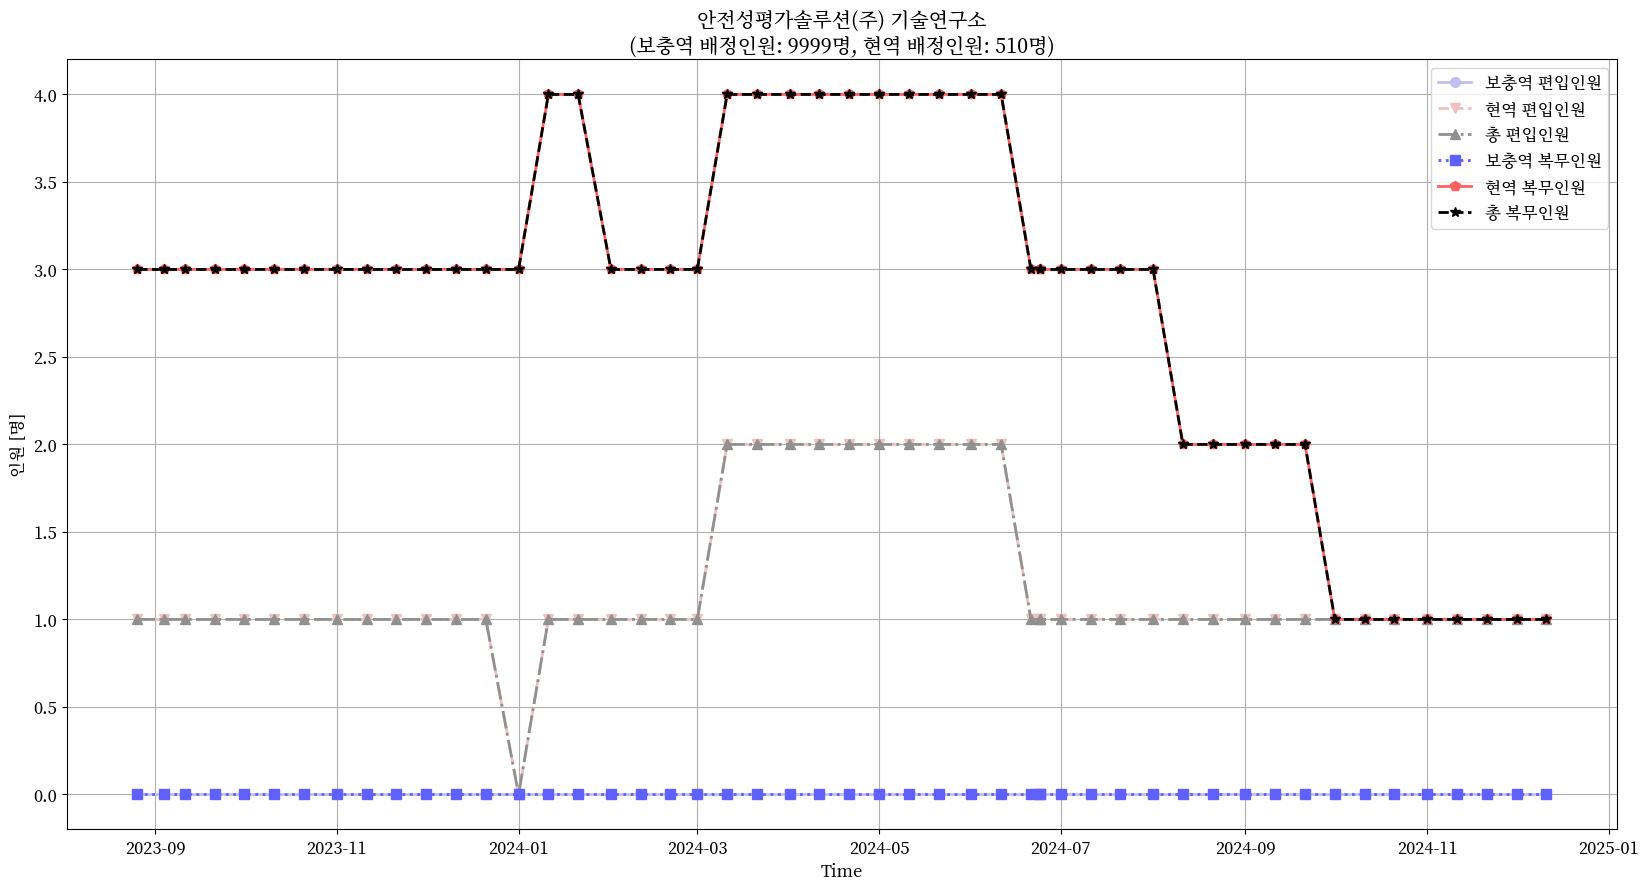 안전성평가솔루션(주) 기술연구소
(보충역 배정인원: 9999명, 현역 배정인원: 510명)
보충역 편입인원
현역 편입인원
총 편입인원
보충역 복무인원
현역 복무인원
총 복무인원
인원 [명]
4.0
3.5
3.0
2.5
2.0
1.5
1.0
0.5
0.0
2023-09
2023-11
2024-01
2024-03
2024-05
2024-07
2024-09
2024-11
2025-01
Time